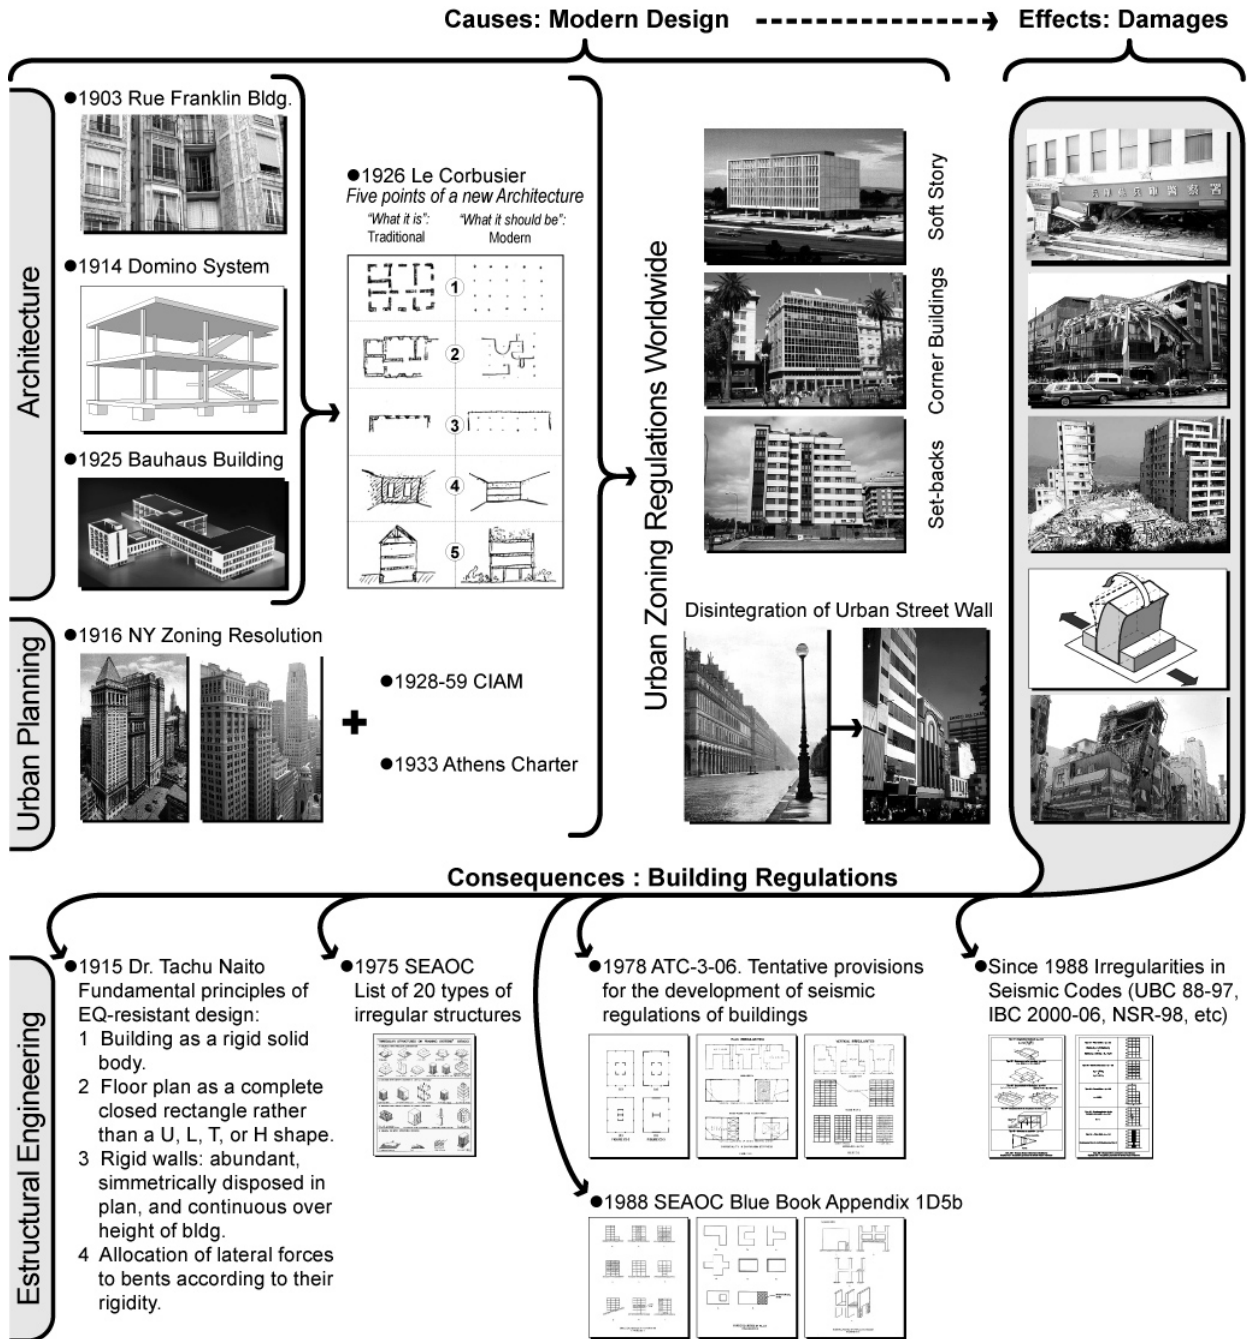 Causes: Modern Design
Effects: Damages
Architecture
●1903 Rue Franklin Bldg.
●1914 Domino System
●1925 Bauhaus Building
●1926 Le Corbusier
Five points of a new Architecture
"What it is":
Traditional
"What it should be":
Modern
1
2
3
4
5
Urban Zoning Regulations Worldwide
Soft Story
Corner Buildings
Set-backs
Disintegration of Urban Street Wall
Urban Planning
●1916 NY Zoning Resolution
+
●1928-59 CIAM
●1933 Athens Charter
Consequences : Building Regulations
Estructural Engineering
●1915 Dr. Tachu Naito
Fundamental principles of
EQ-resistant design:
1 Building as a rigid solid
body.
2 Floor plan as a complete
closed rectangle rather
than a U, L, T, or H shape.
3 Rigid walls: abundant,
simmetrically disposed in
plan, and continuous over
height of bldg.
4 Allocation of lateral forces
to bents according to their
rigidity.
●1975 SEAOC
List of 20 types of
irregular structures
●1978 ATC-3-06. Tentative provisions
for the development of seismic
regulations of buildings
●1988 SEAOC Blue Book Appendix 1D5b
●Since 1988 Irregularities in
Seismic Codes (UBC 88-97,
IBC 2000-06, NSR-98, etc)